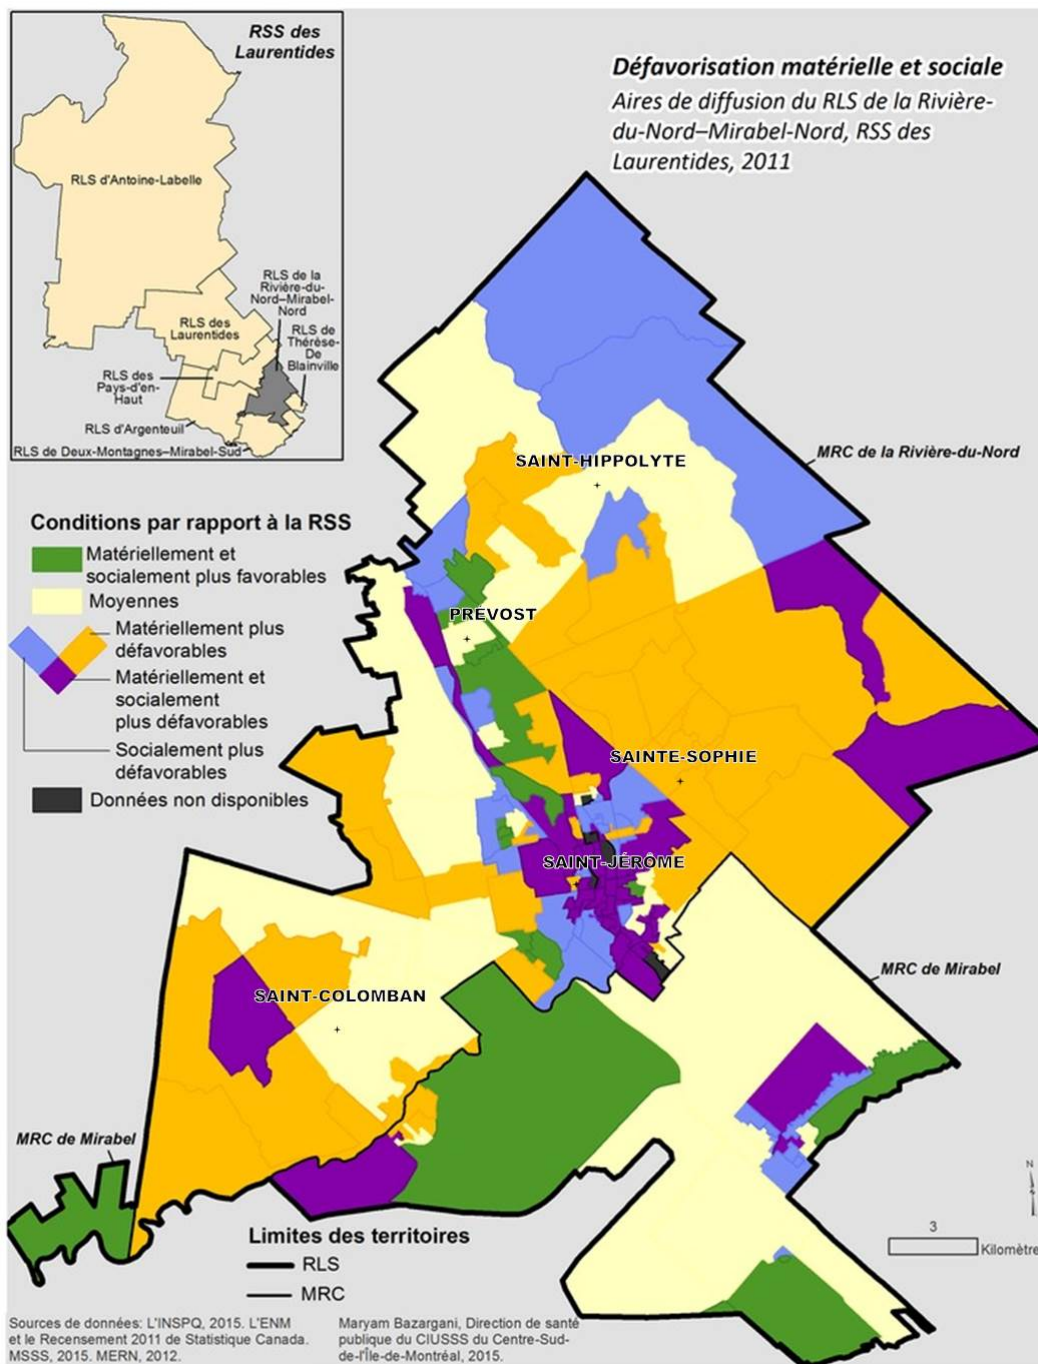 RSS des
Laurentides
RLS d'Antoine-Labelle
RLS de la
Rivière-du-
Nord–Mirabel-
Nord
RLS des
Laurentides
RLS de
Thérèse-
De
Blainville
RLS des
Pays-d'en-
Haut
RLS d'Argenteuil
RLS de Deux-Montagnes–Mirabel-Sud
Défavorisation matérielle et sociale
Aires de diffusion du RLS de la Rivière-
du-Nord–Mirabel-Nord, RSS des
Laurentides, 2011
MRC de la Rivière-du-Nord
SAINT-HIPPOLYTE
Conditions par rapport à la RSS
Matériellement et
socialement plus favorables
Moyennes
Matériellement plus
défavorables
Matériellement et
socialement
plus défavorables
Socialement plus
défavorables
Données non disponibles
PRÉVOST
SAINTE-SOPHIE
SAINT-JÉRÔME
SAINT-COLOMBAN
MRC de Mirabel
MRC de Mirabel
N
3
Kilomètre
Limites des territoires
RLS
MRC
Sources de données: L'INSPQ, 2015. L'ENM
et le Recensement 2011 de Statistique Canada.
MSSS, 2015. MERN, 2012.
Maryam Bazargani, Direction de santé
publique du CIUSSS du Centre-Sud-
de-l'Île-de-Montréal, 2015.